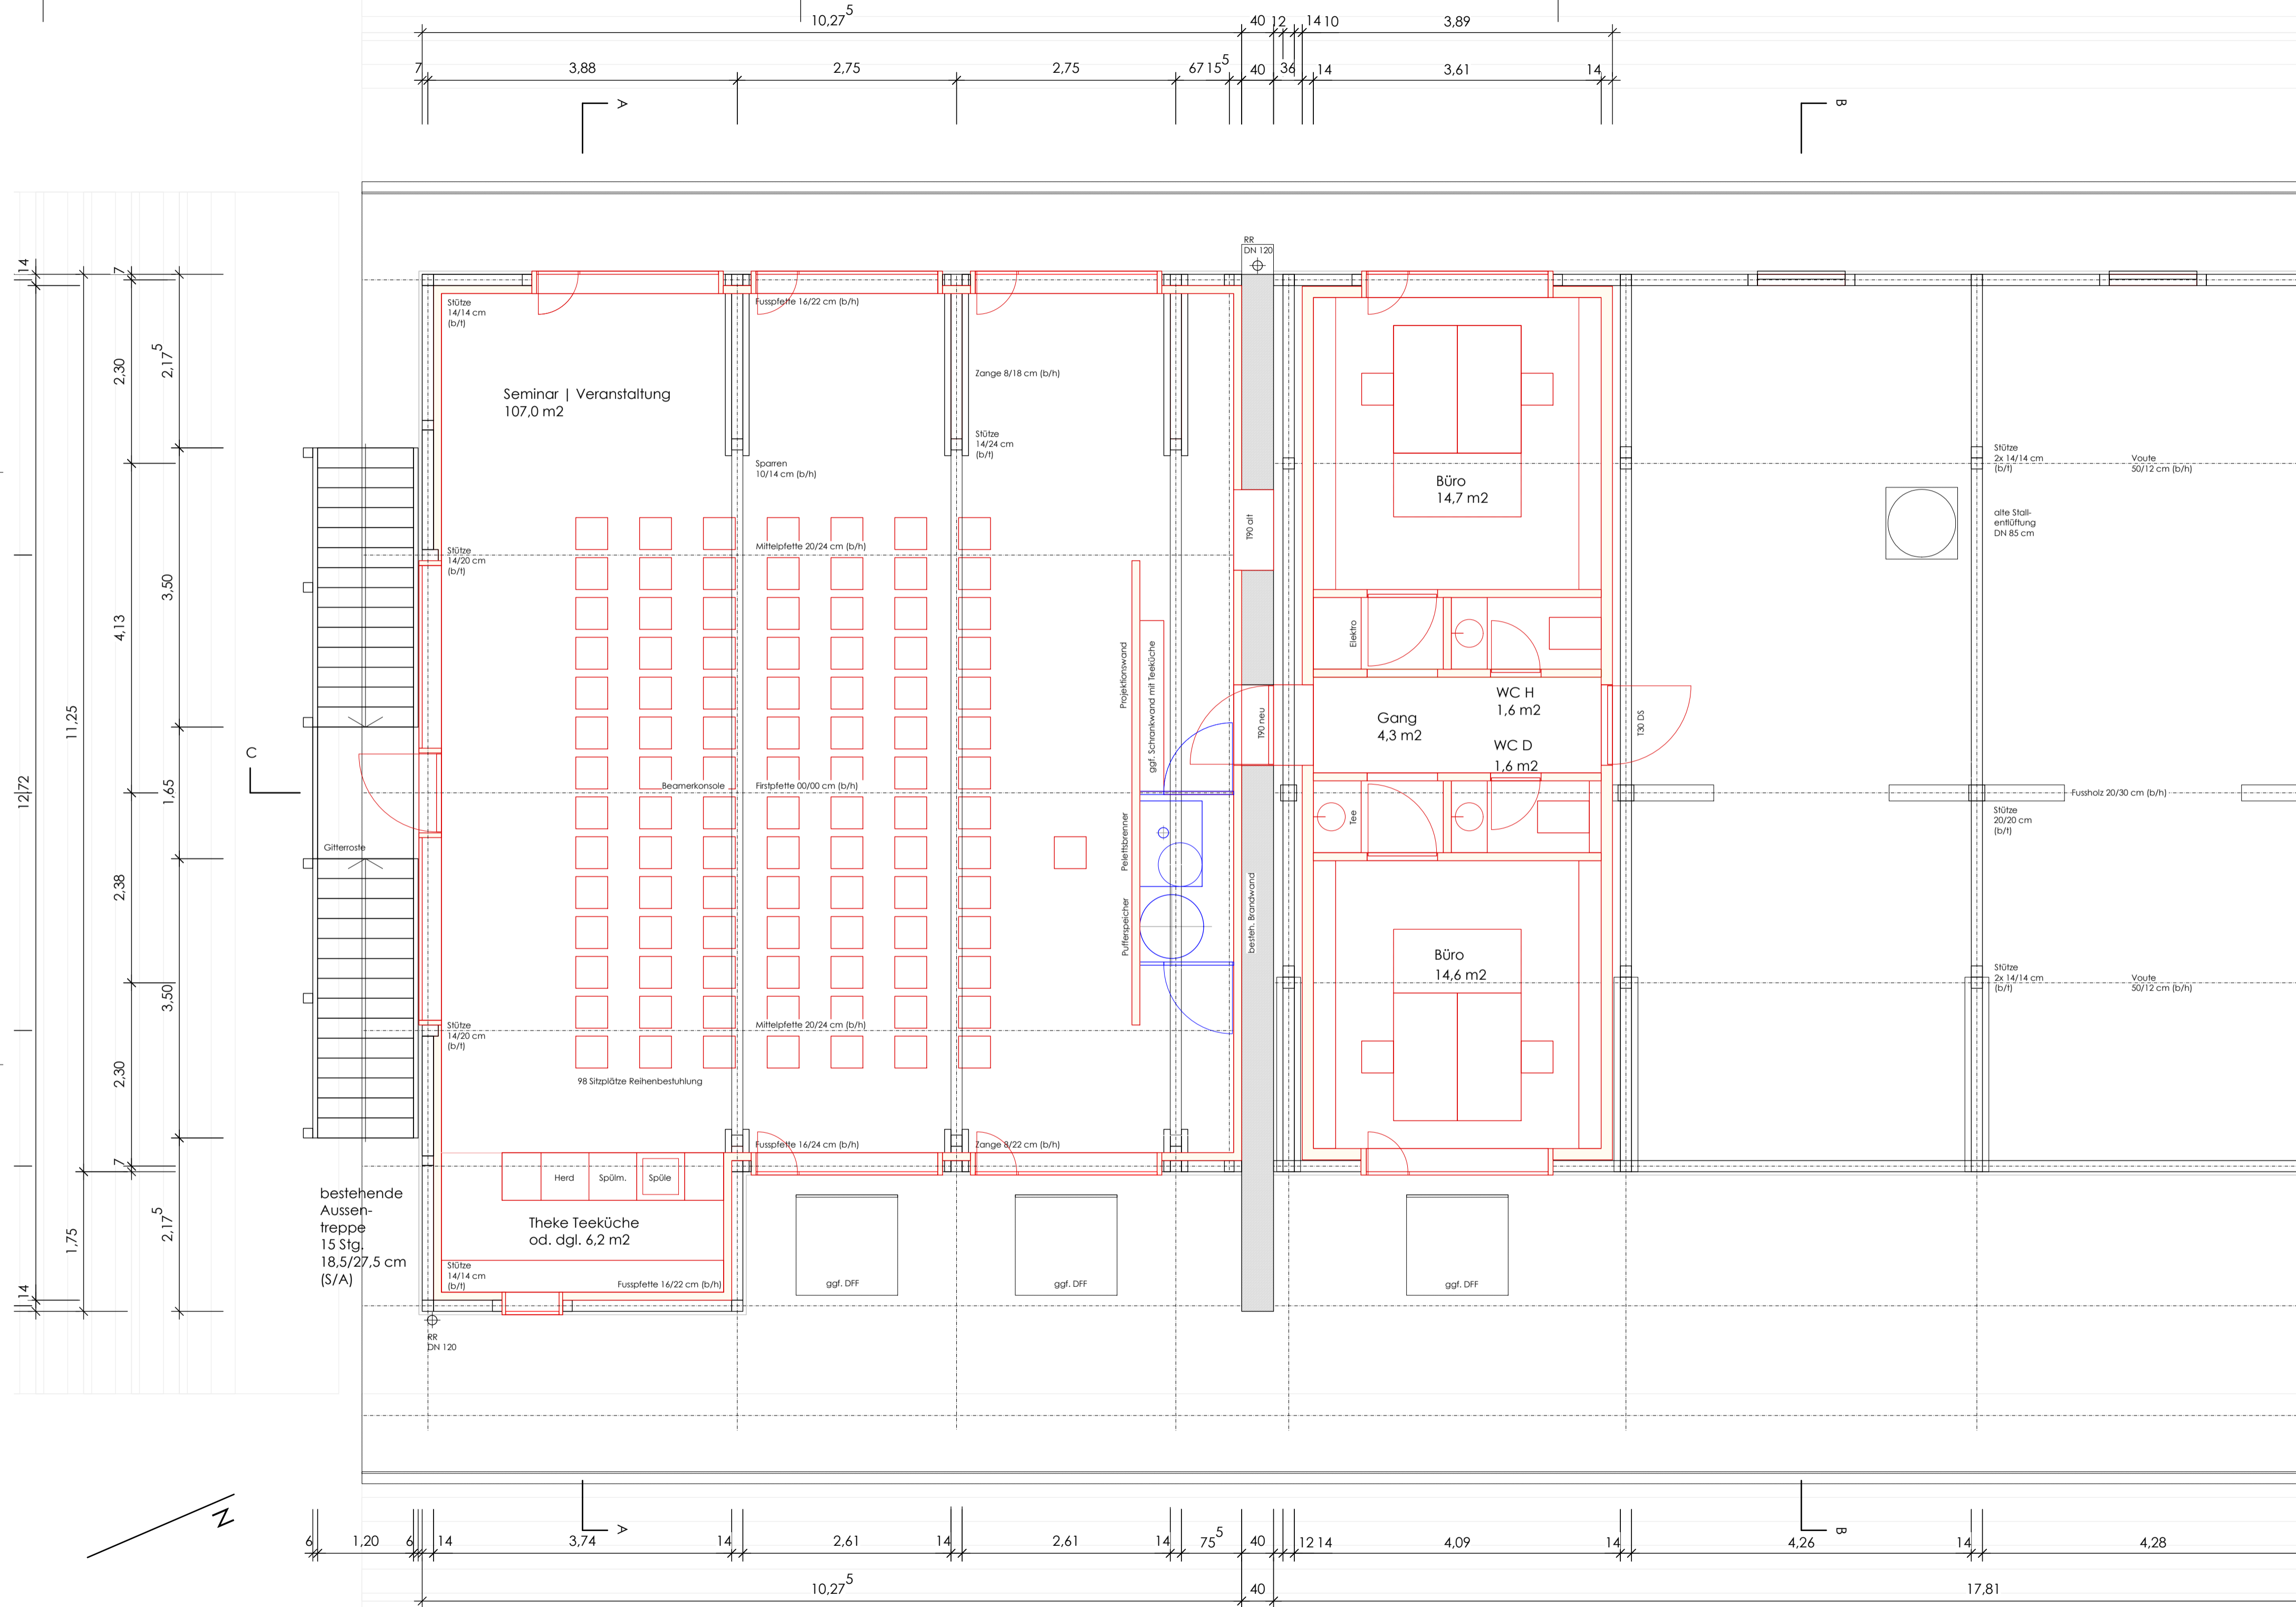 10,27⁵
40
12
14
10
3,89
7
3,88
2,75
2,75
67
15⁵
40
36
14
3,61
14
A
B
RR
DN 120
14
7
2,30
2,17⁵
4,13
3,50
11,25
12,72
1,65
2,38
3,50
2,30
7
1,75
2,17⁵
14
C
Stütze
14/14 cm
(b/t)
Fusspfette 16/22 cm (b/h)
Seminar | Veranstaltung
107,0 m2
Zange 8/18 cm (b/h)
Stütze
14/24 cm
(b/t)
Sparren
10/14 cm (b/h)
Stütze
14/20 cm
(b/t)
Mittelpfette 20/24 cm (b/h)
Projektionswand
ggf. Schrankwand mit Teeküche
Beamerkonsole
Firstpfette 00/00 cm (b/h)
Gitterroste
Pelettsbrenner
Pufferspeicher
Stütze
14/20 cm
(b/t)
Mittelpfette 20/24 cm (b/h)
98 Sitzplätze Reihenbestuhlung
Fusspfette 16/24 cm (b/h)
Zange 8/22 cm (b/h)
Herd
Spülm.
Spüle
Theke Teeküche
od. dgl. 6,2 m2
Stütze
14/14 cm
(b/t)
Fusspfette 16/22 cm (b/h)
RR
DN 120
bestehende
Aussen-
treppe
15 Stg.
18,5/27,5 cm
(S/A)
ggf. DFF
ggf. DFF
ggf. DFF
T90 alt
T90 neu
besteh. Brandwand
Büro
14,7 m2
Elektro
WC H
1,6 m2
Gang
4,3 m2
WC D
1,6 m2
T30 DS
Tee
Büro
14,6 m2
Stütze
2x 14/14 cm
(b/t)
Voute
50/12 cm (b/h)
alte Stall-
entlüftung
DN 85 cm
Fussholz 20/30 cm (b/h)
Stütze
20/20 cm
(b/t)
Stütze
2x 14/14 cm
(b/t)
Voute
50/12 cm (b/h)
N
A
B
6
1,20
6
14
3,74
14
2,61
14
2,61
14
75⁵
40
12
14
4,09
14
4,26
14
4,28
10,27⁵
40
17,81